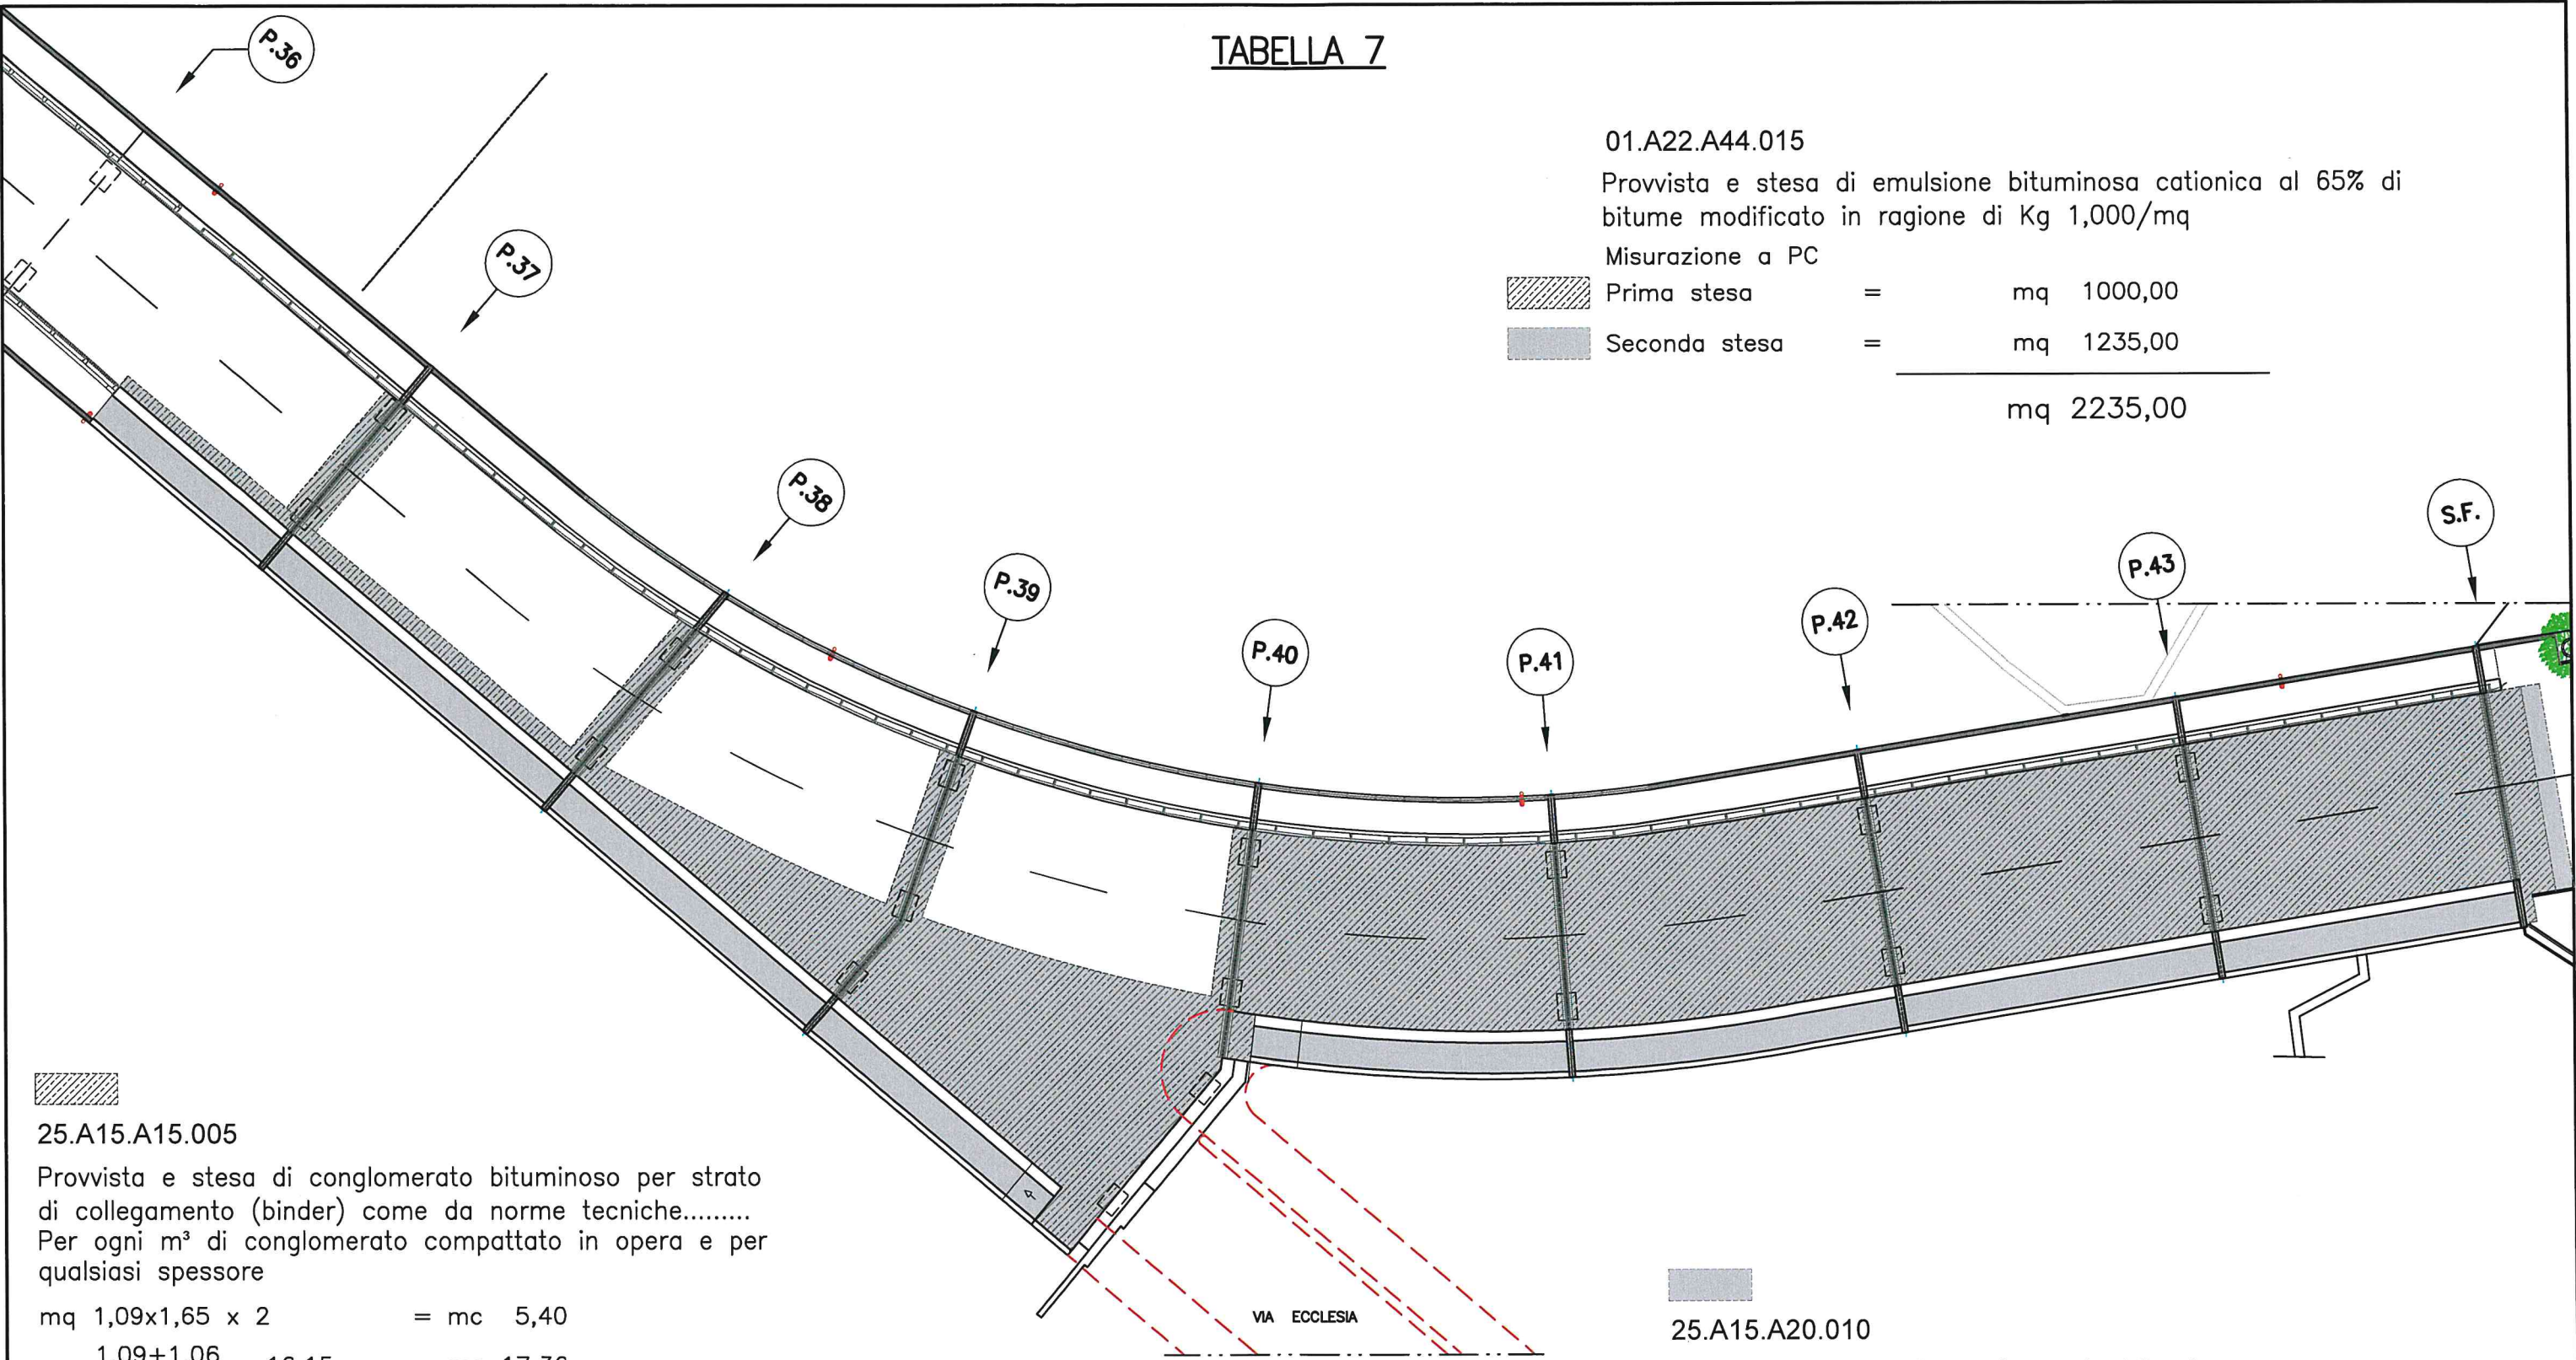 TABELLA 7
P.36
P.37
P.38
P.39
P.40
P.41
P.42
P.43
S.F.
01.A22.A44.015
Provvista e stesa di emulsione bituminosa cationica al 65% di
bitume modificato in ragione di Kg 1,000/mq
Misurazione a PC
Prima stesa = mq 1000,00
Seconda stesa = mq 1235,00
mq 2235,00
25.A15.A15.005
Provvista e stesa di conglomerato bituminoso per strato
di collegamento (binder) come da norme tecniche.........
Per ogni m³ di conglomerato compattato in opera e per
qualsiasi spessore
mq 1,09x1,65 x 2 = mc 5,40
1,09+1,06
VIA ECCLESIA
25.A15.A20.010